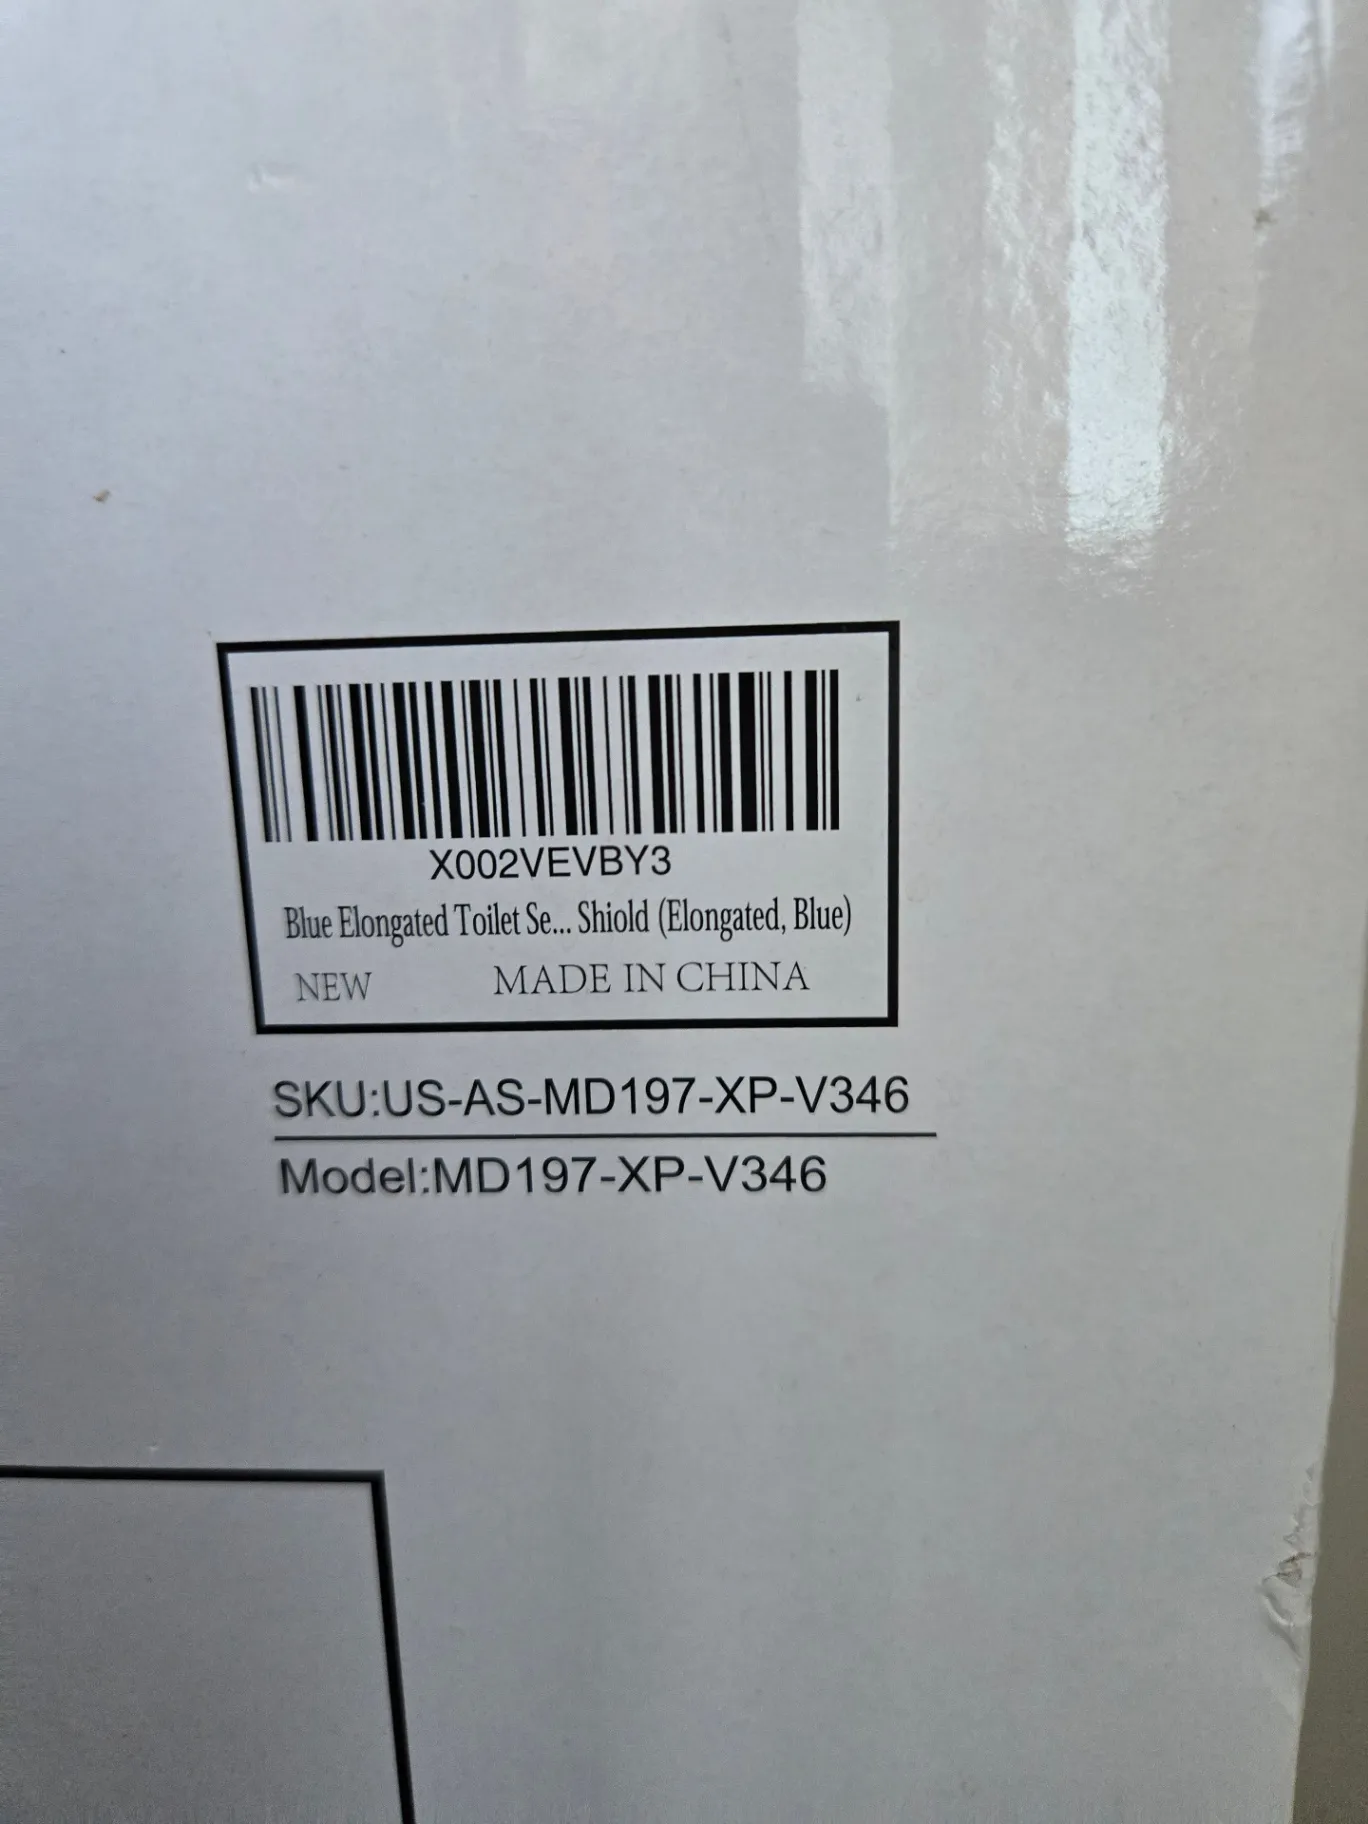 X002VEVBY3
Blue Elongated Toilet Se... Shiold (Elongated, Blue)
NEW MADE IN CHINA
SKU:US-AS-MD197-XP-V346
Model:MD197-XP-V346